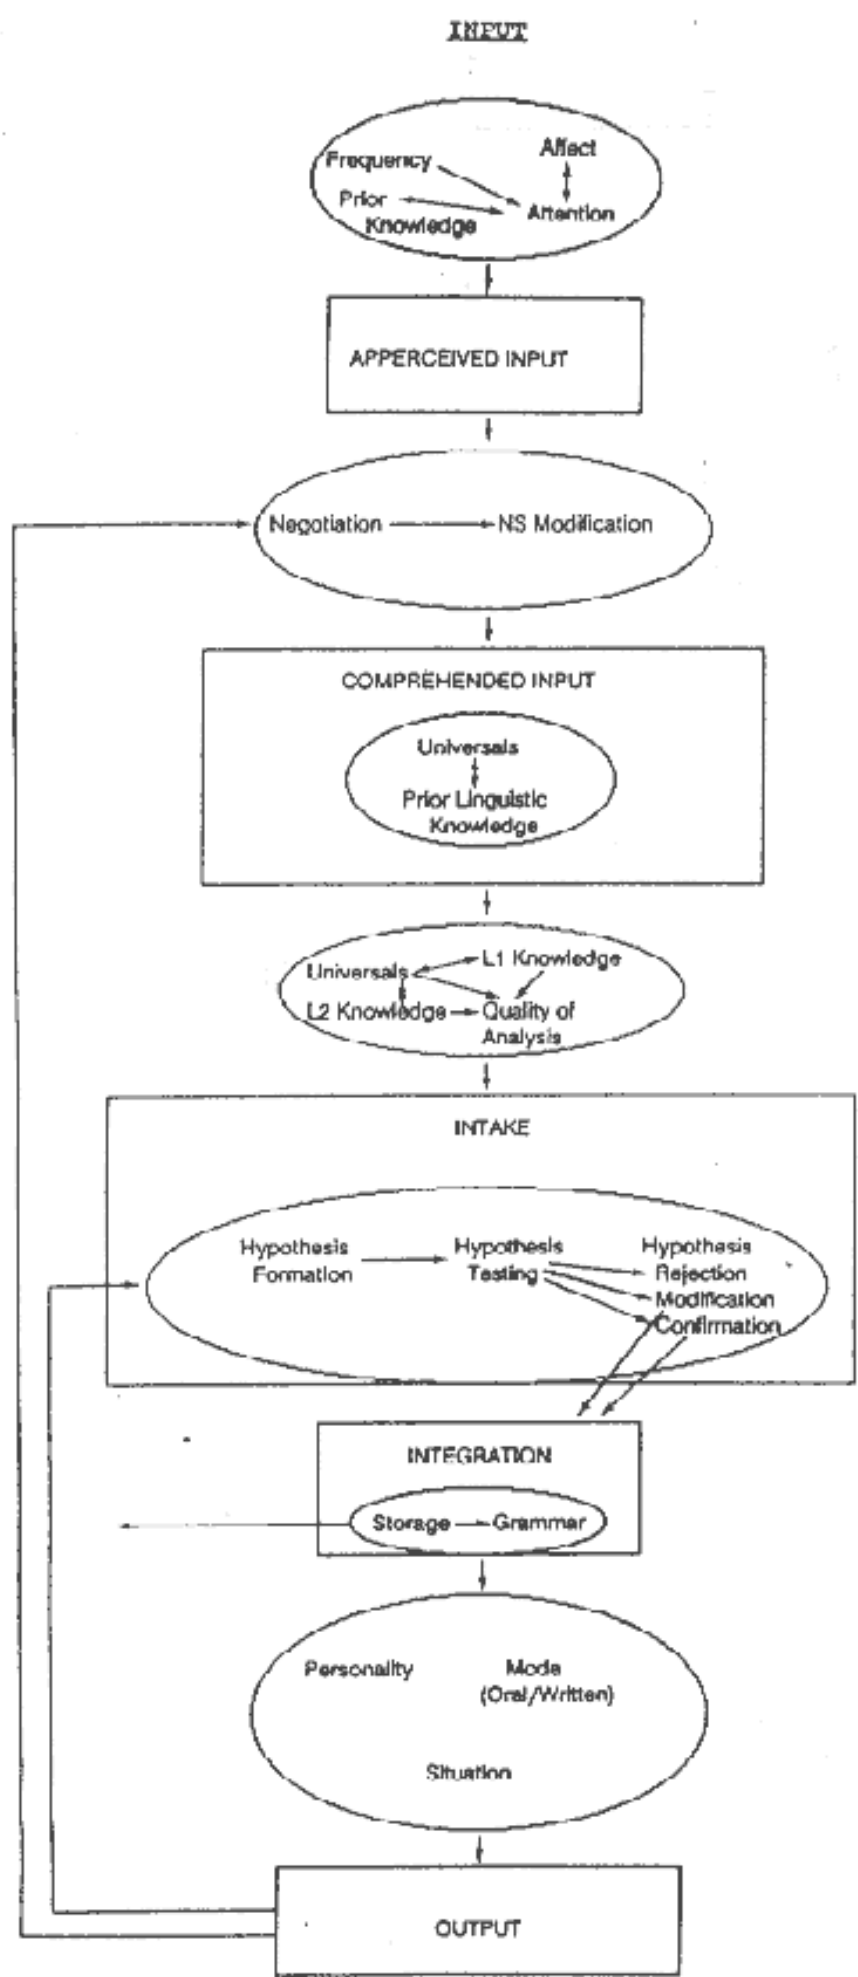 INPUT
Frequency
Affect
Prior
Knowledge
Attention
APPERCEIVED INPUT
Negotiation
NS Modification
COMPREHENDED INPUT
Universals
Prior Linguistic
Knowledge
Universals
L1 Knowledge
L2 Knowledge
Quality of
Analysis
INTAKE
Hypothesis
Formation
Hypothesis
Testing
Hypothesis
Rejection
Modification
Confirmation
INTEGRATION
Storage
Grammar
Personality
Mode
(Oral/Written)
Situation
OUTPUT